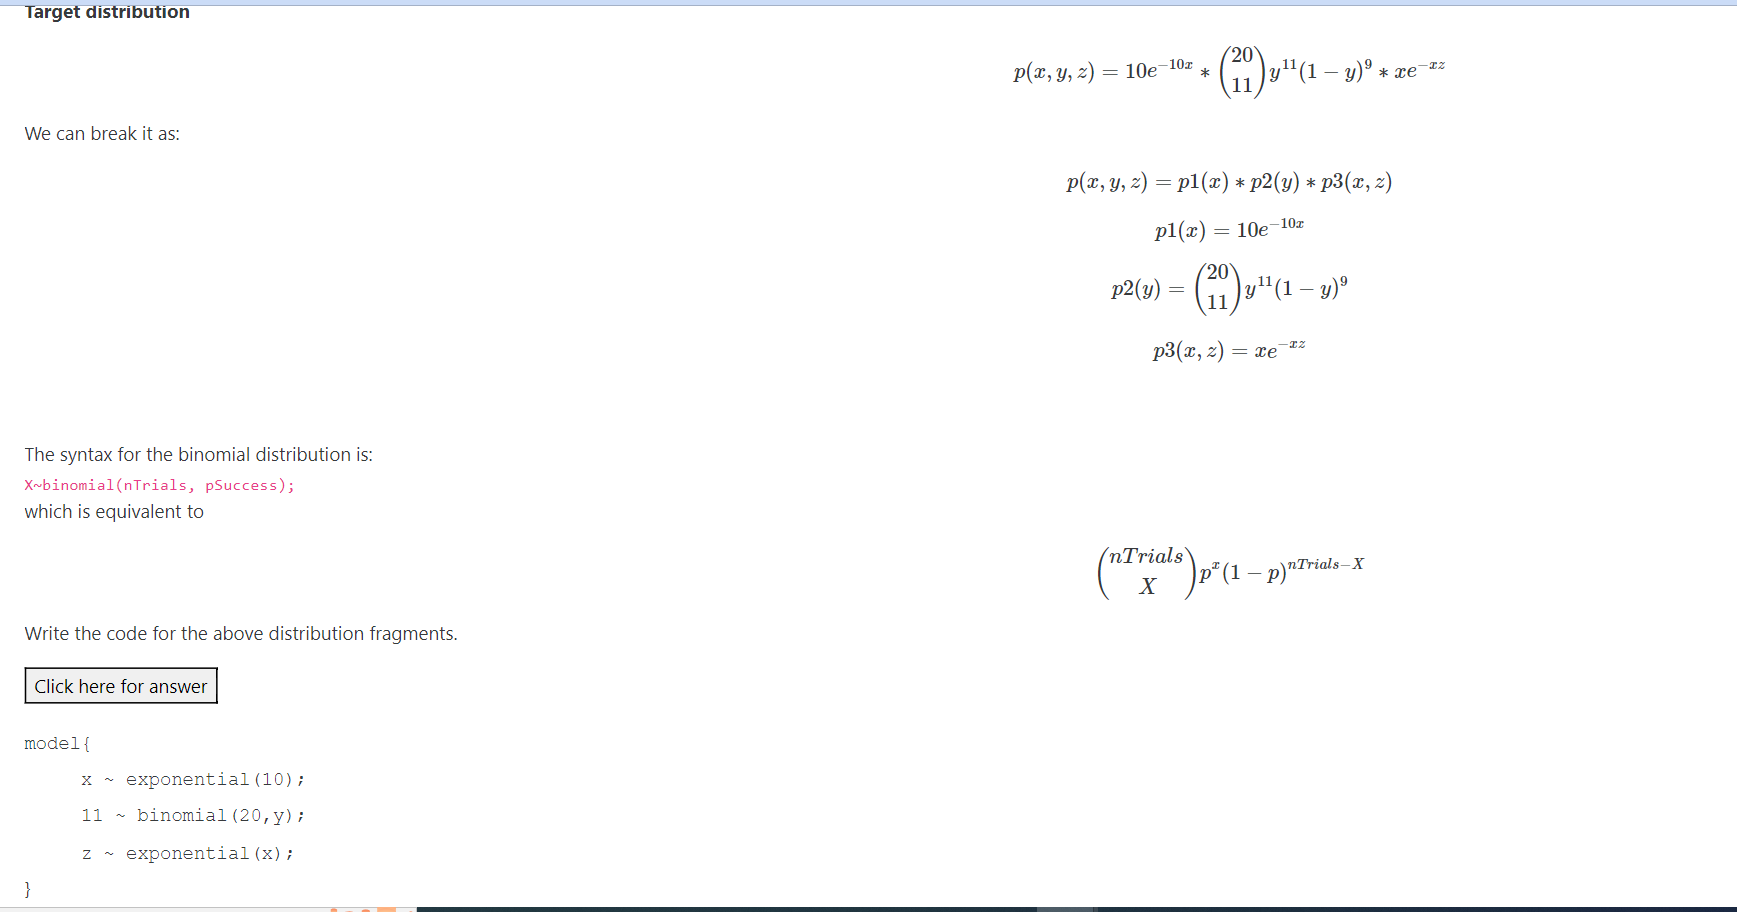 Target distribution
p(x, y, z) = 10e^{−10x} * \binom{20}{11} y^{11}(1 − y)^9 * xe^{−xz}
We can break it as:
p(x, y, z) = p1(x) * p2(y) * p3(x, z)
p1(x) = 10e^{−10x}
p2(y) = \binom{20}{11} y^{11}(1 − y)^9
p3(x, z) = xe^{−xz}
The syntax for the binomial distribution is:
X~binomial(nTrials, pSuccess);
which is equivalent to
\binom{nTrials}{X} p^x (1 − p)^{nTrials−X}
Write the code for the above distribution fragments.
Click here for answer
model{
x ~ exponential(10);
11 ~ binomial(20,y);
z ~ exponential(x);
}